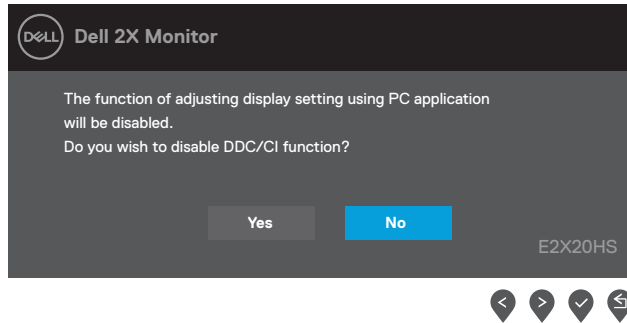 DELL
Dell 2X Monitor
The function of adjusting display setting using PC application
will be disabled.
Do you wish to disable DDC/CI function?
Yes
No
E2X20HS